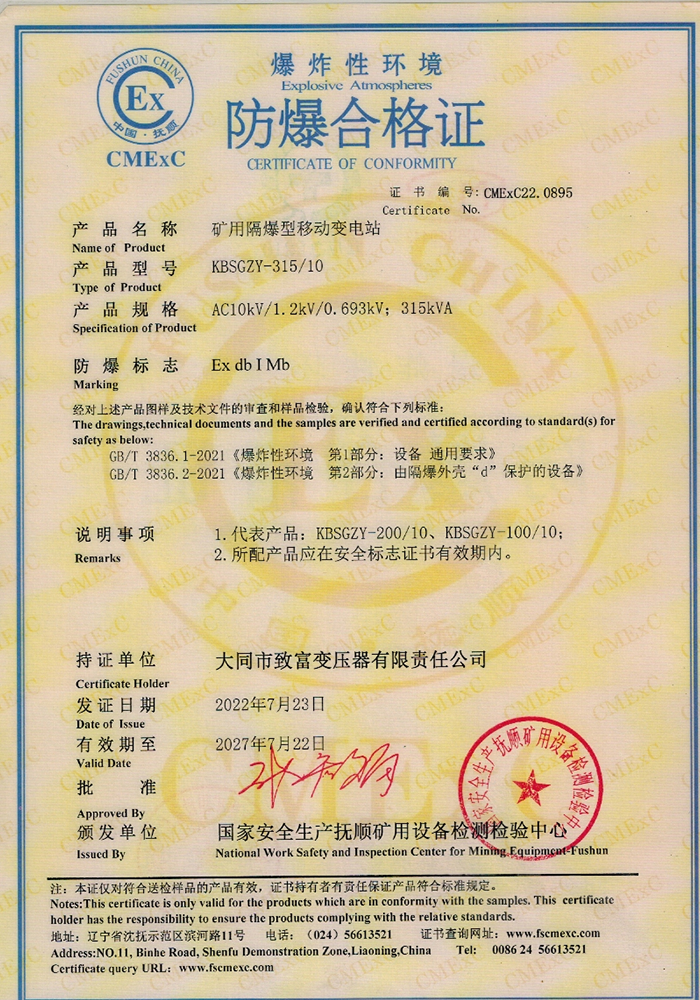 FUSHUN CHINA
Ex
中国·抚顺
CMExC
爆炸性环境
Explosive Atmospheres
防爆合格证
CERTIFICATE OF CONFORMITY
证书编号: CMExC22.0895
Certificate No.
产品名称 矿用隔爆型移动变电站
Name of Product
产品型号 KBSGZY-315/10
Type of Product
产品规格 AC10kV/1.2kV/0.693kV; 315kVA
Specification of Product
防爆标志 Ex db I Mb
Marking
经对上述产品图样及技术文件的审查和样品检验，确认符合下列标准：
The drawings,technical documents and the samples are verified and certified according to standard(s) for
safety as below:
GB/T 3836.1-2021《爆炸性环境 第1部分：设备 通用要求》
GB/T 3836.2-2021《爆炸性环境 第2部分：由隔爆外壳“d”保护的设备》
说明事项 1.代表产品：KBSGZY-200/10、KBSGZY-100/10;
Remarks 2.所配产品应在安全标志证书有效期内。
持证单位 大同市致富变压器有限责任公司
Certificate Holder
发证日期 2022年7月23日
Date of Issue
有效期至 2027年7月22日
Valid Date
批准
Approved By
颁发单位 国家安全生产抚顺矿用设备检测检验中心
Issued By National Work Safety and Inspection Center for Mining Equipment-Fushun
国家安全生产抚顺矿用设备检测检验中心
注：本证仅对符合送检样品的产品有效，证书持有者有责任保证产品符合标准规定。
Notes:This certificate is only valid for the products which are in conformity with the samples. This certificate
holder has the responsibility to ensure the products complying with the relative standards.
地址：辽宁省沈抚示范区滨河路11号 电话：（024）56613521 证书查询网址：www.fscmexc.com
Address:NO.11, Binhe Road, Shenfu Demonstration Zone,Liaoning,China Tel: 0086 24 56613521
Certificate query URL: www.fscmexc.com